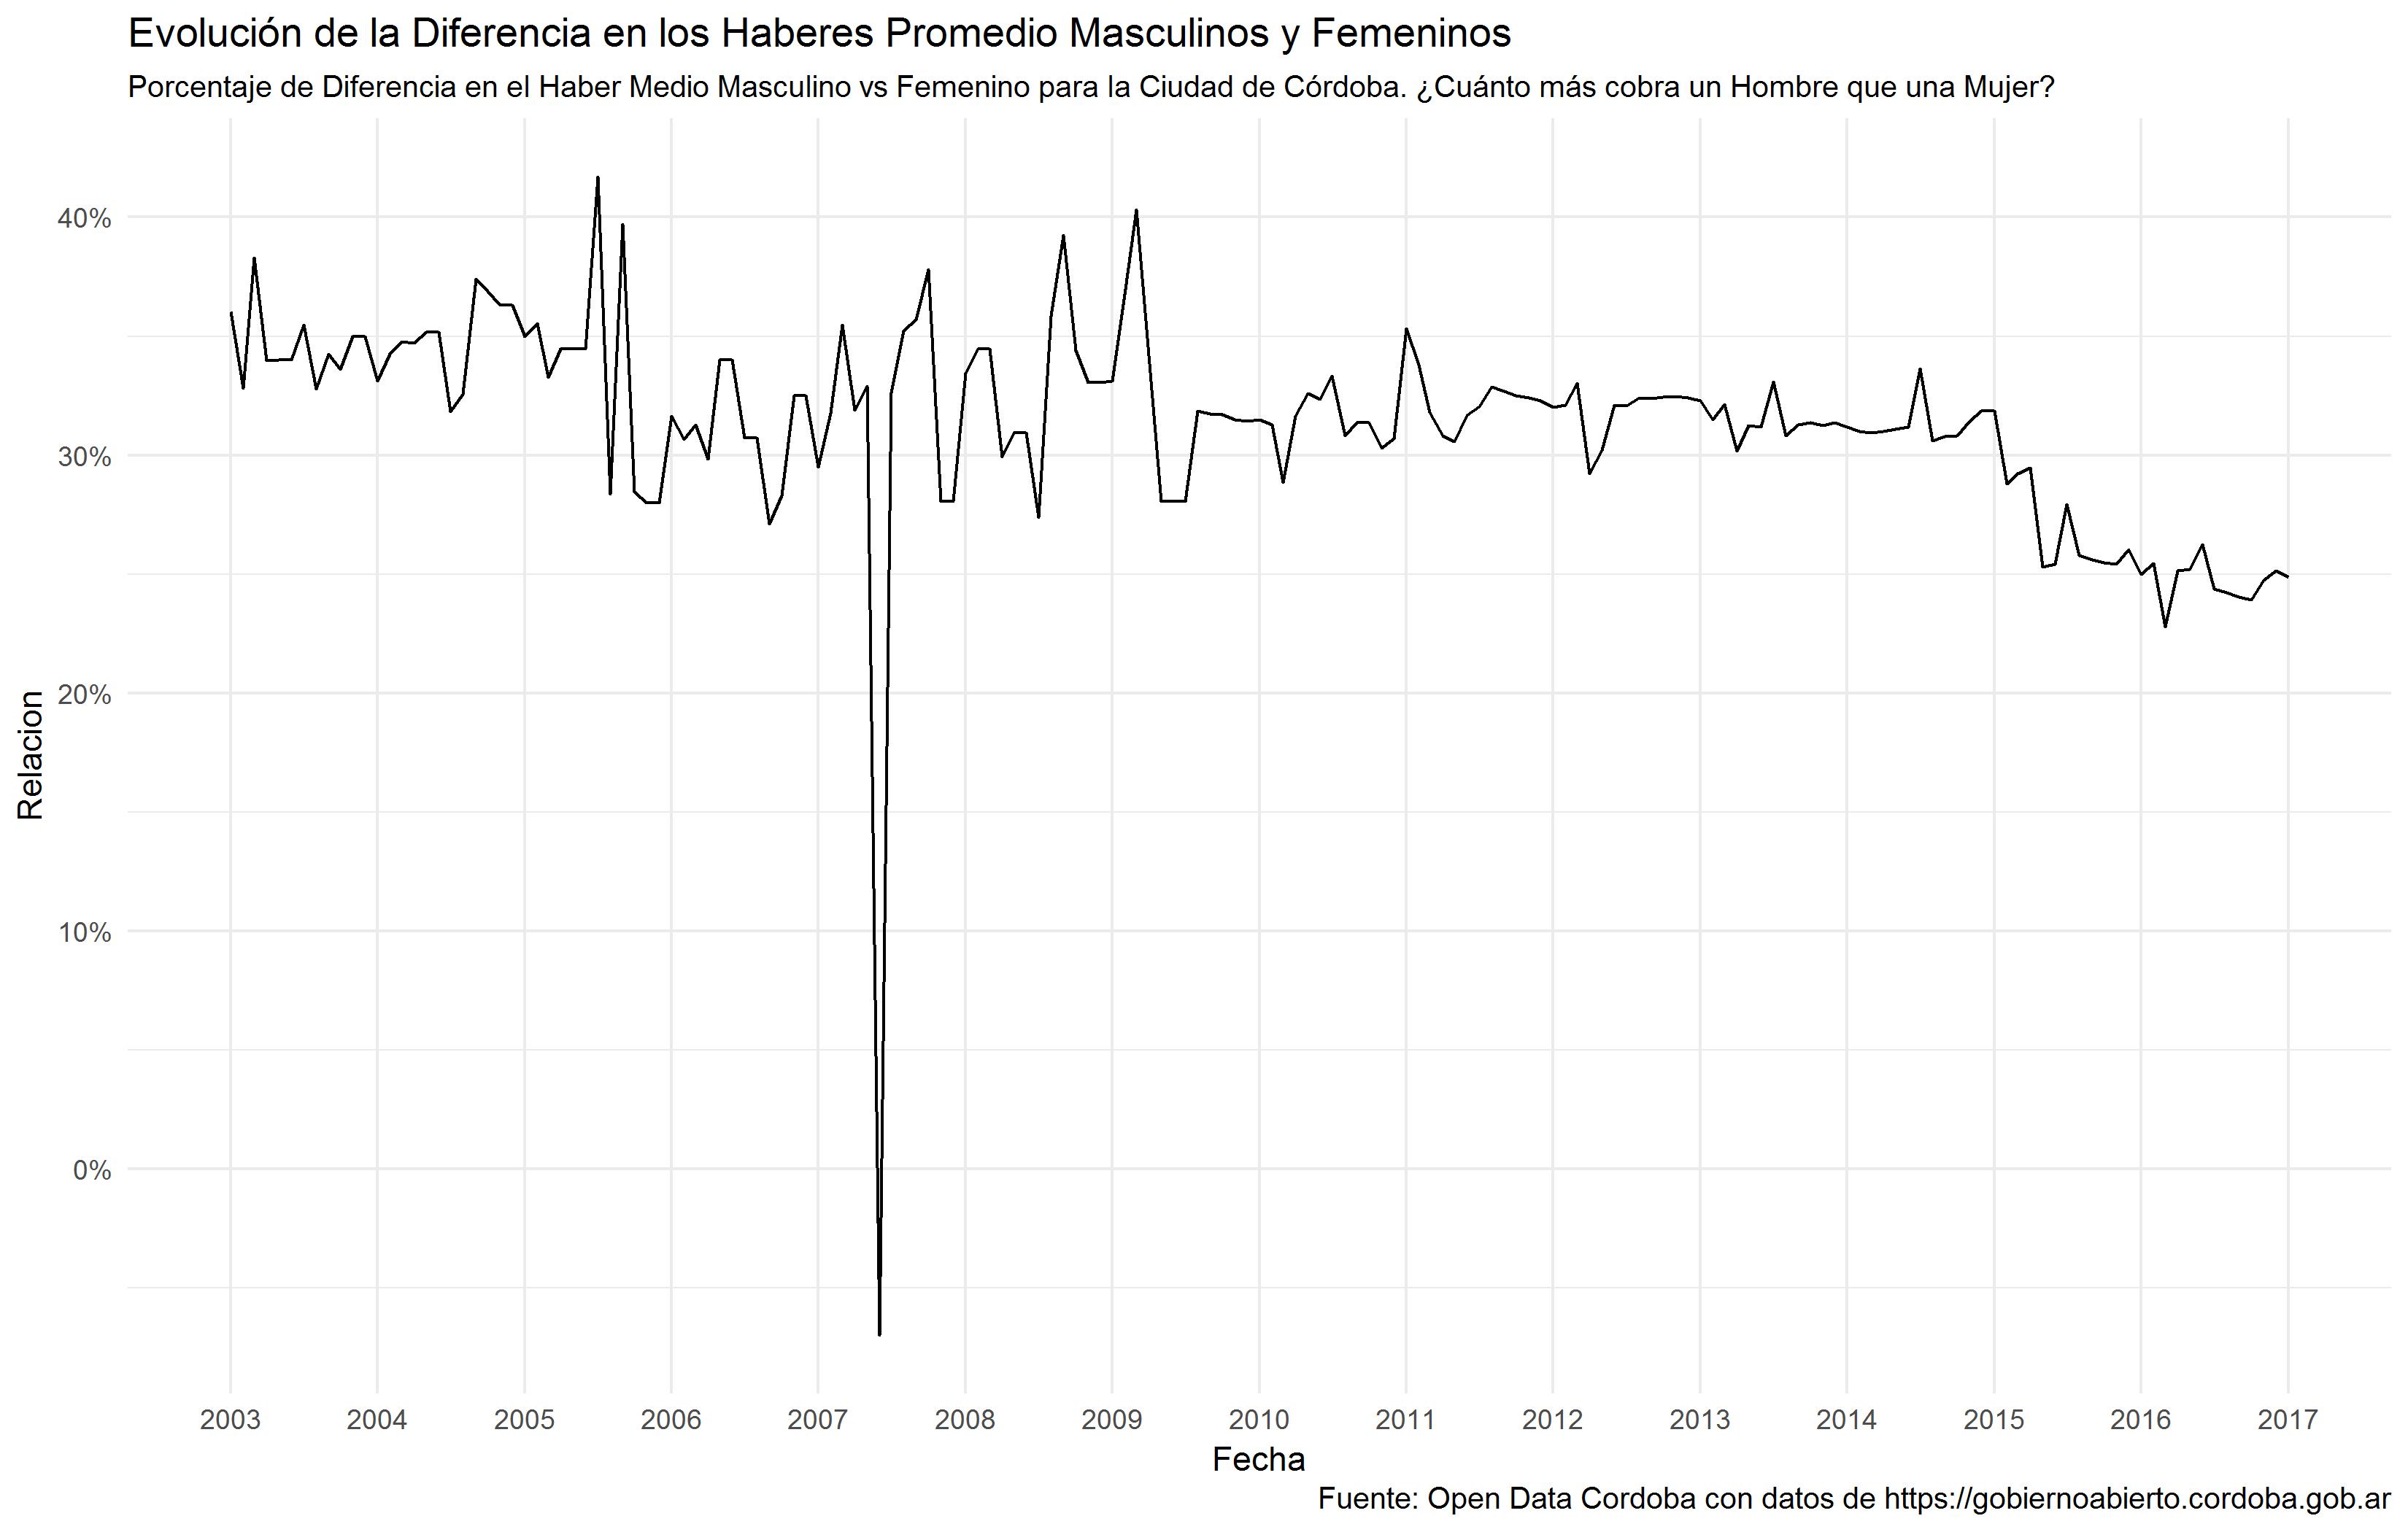 Evolución de la Diferencia en los Haberes Promedio Masculinos y Femeninos
Porcentaje de Diferencia en el Haber Medio Masculino vs Femenino para la Ciudad de Córdoba. ¿Cuánto más cobra un Hombre que una Mujer?
40%
30%
20%
10%
0%
Relacion
2003 2004 2005 2006 2007 2008 2009 2010 2011 2012 2013 2014 2015 2016 2017
Fecha
Fuente: Open Data Cordoba con datos de https://gobiernoabierto.cordoba.gob.ar